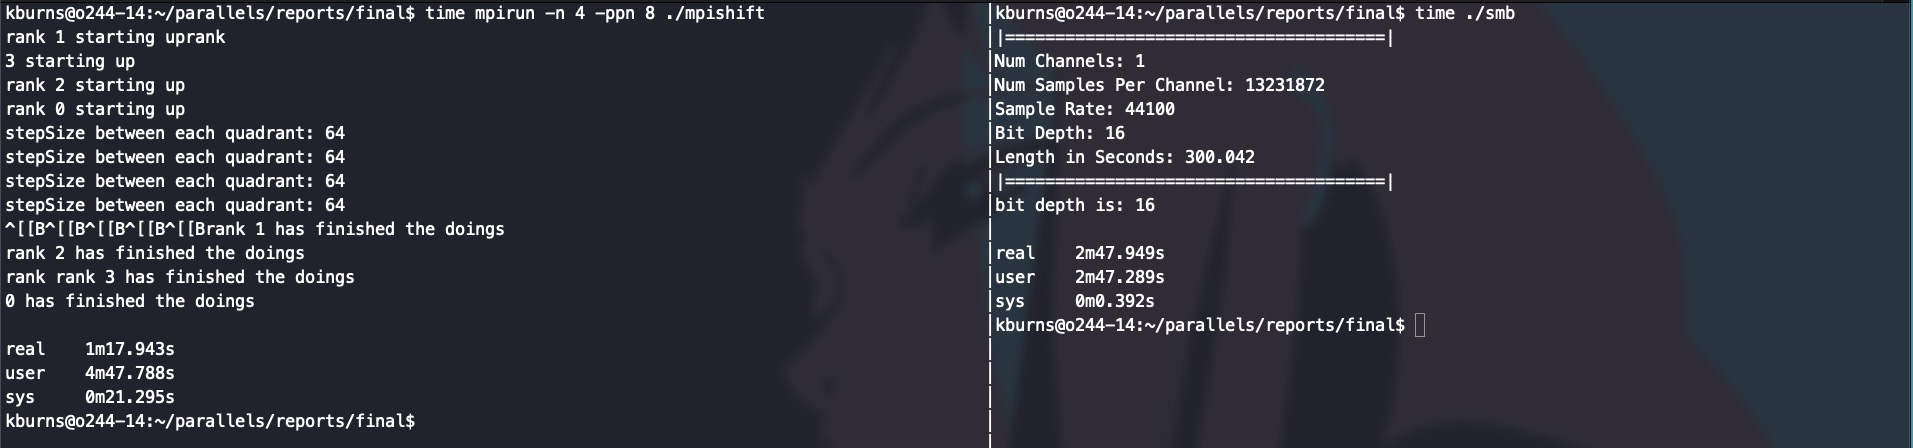 kburns@o244-14:~/parallels/reports/final$ time mpirun -n 4 -ppn 8 ./mpishift
rank 1 starting uprank
3 starting up
rank 2 starting up
rank 0 starting up
stepSize between each quadrant: 64
stepSize between each quadrant: 64
stepSize between each quadrant: 64
stepSize between each quadrant: 64
^[[B^[[B^[[B^[[B^[[Brank 1 has finished the doings
rank 2 has finished the doings
rank rank 3 has finished the doings
0 has finished the doings
real 1m17.943s
user 4m47.788s
sys 0m21.295s
kburns@o244-14:~/parallels/reports/final$
kburns@o244-14:~/parallels/reports/final$ time ./smb
|======================================|
Num Channels: 1
Num Samples Per Channel: 13231872
Sample Rate: 44100
Bit Depth: 16
Length in Seconds: 300.042
|======================================|
bit depth is: 16
real 2m47.949s
user 2m47.289s
sys 0m0.392s
kburns@o244-14:~/parallels/reports/final$